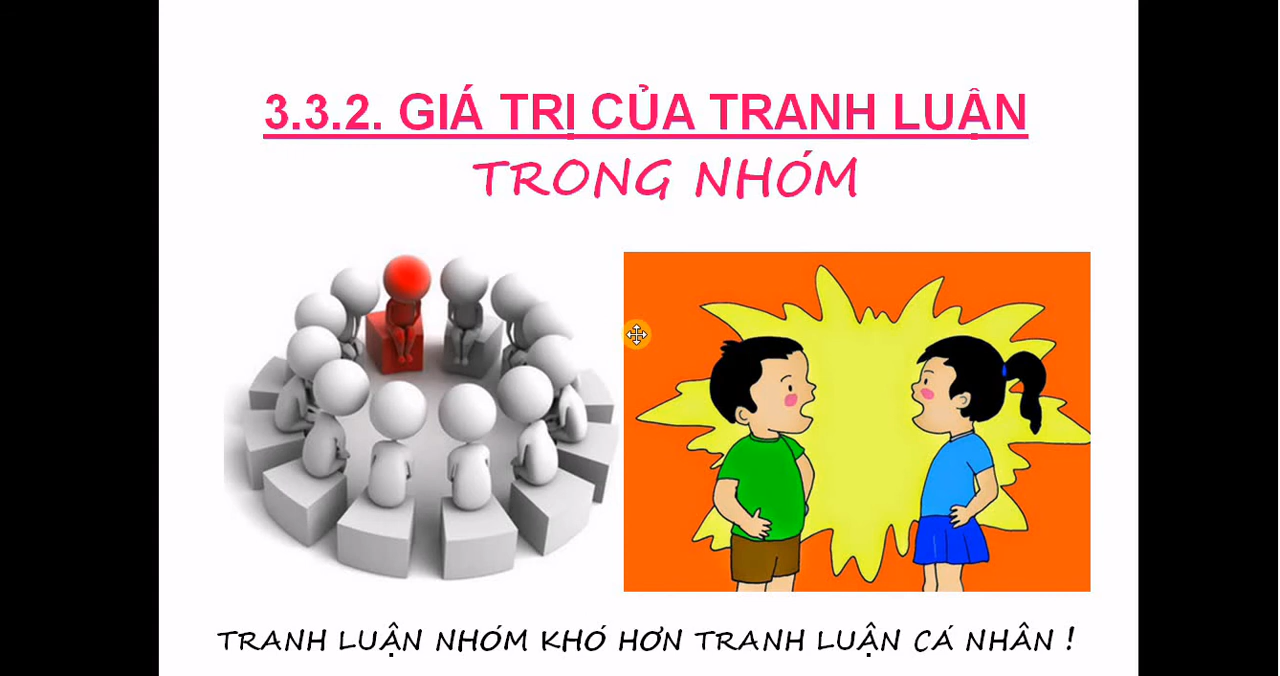 3.3.2. GIÁ TRỊ CỦA TRANH LUẬN
TRONG NHÓM
TRANH LUẬN NHÓM KHÓ HƠN TRANH LUẬN CÁ NHÂN !